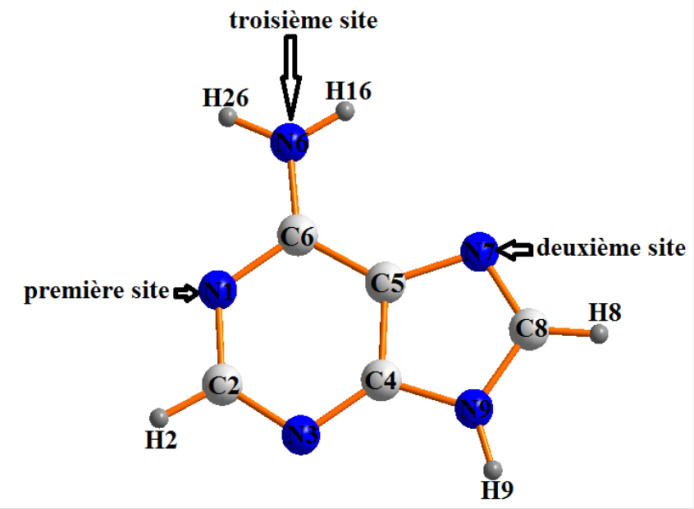 troisième site
H26
H16
N6
C6
N7
deuxième site
C5
première site
N1
H8
C8
C2
C4
N9
H2
N3
H9